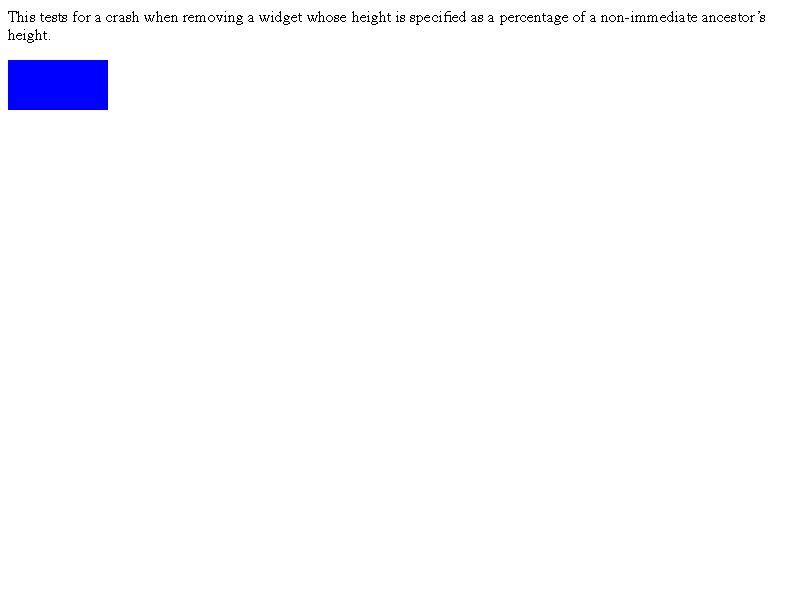 This tests for a crash when removing a widget whose height is specified as a percentage of a non-immediate ancestor’s
height.